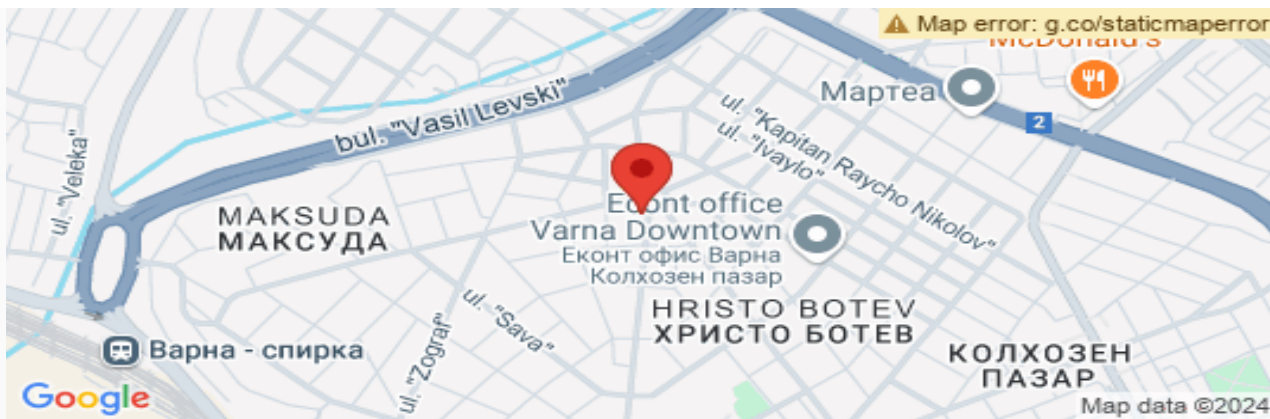 Map error: g.co/staticmaperror
McDonald's
Мартеа
2
bul. "Vasil Levski"
ul. "Kapitan Raycho Nikolov"
ul. "Ivaylo"
ul. "Veleka"
MAKSUDA
МАКСУДА
Econt office
Varna Downtown
Еконт офис Варна
Колхозен пазар
HRISTO BOTEV
ХРИСТО БОТЕВ
ul. "Sava"
ul. "Zograf"
Варна - спирка
КОЛХОЗЕН
ПАЗАР
Google
Map data ©2024